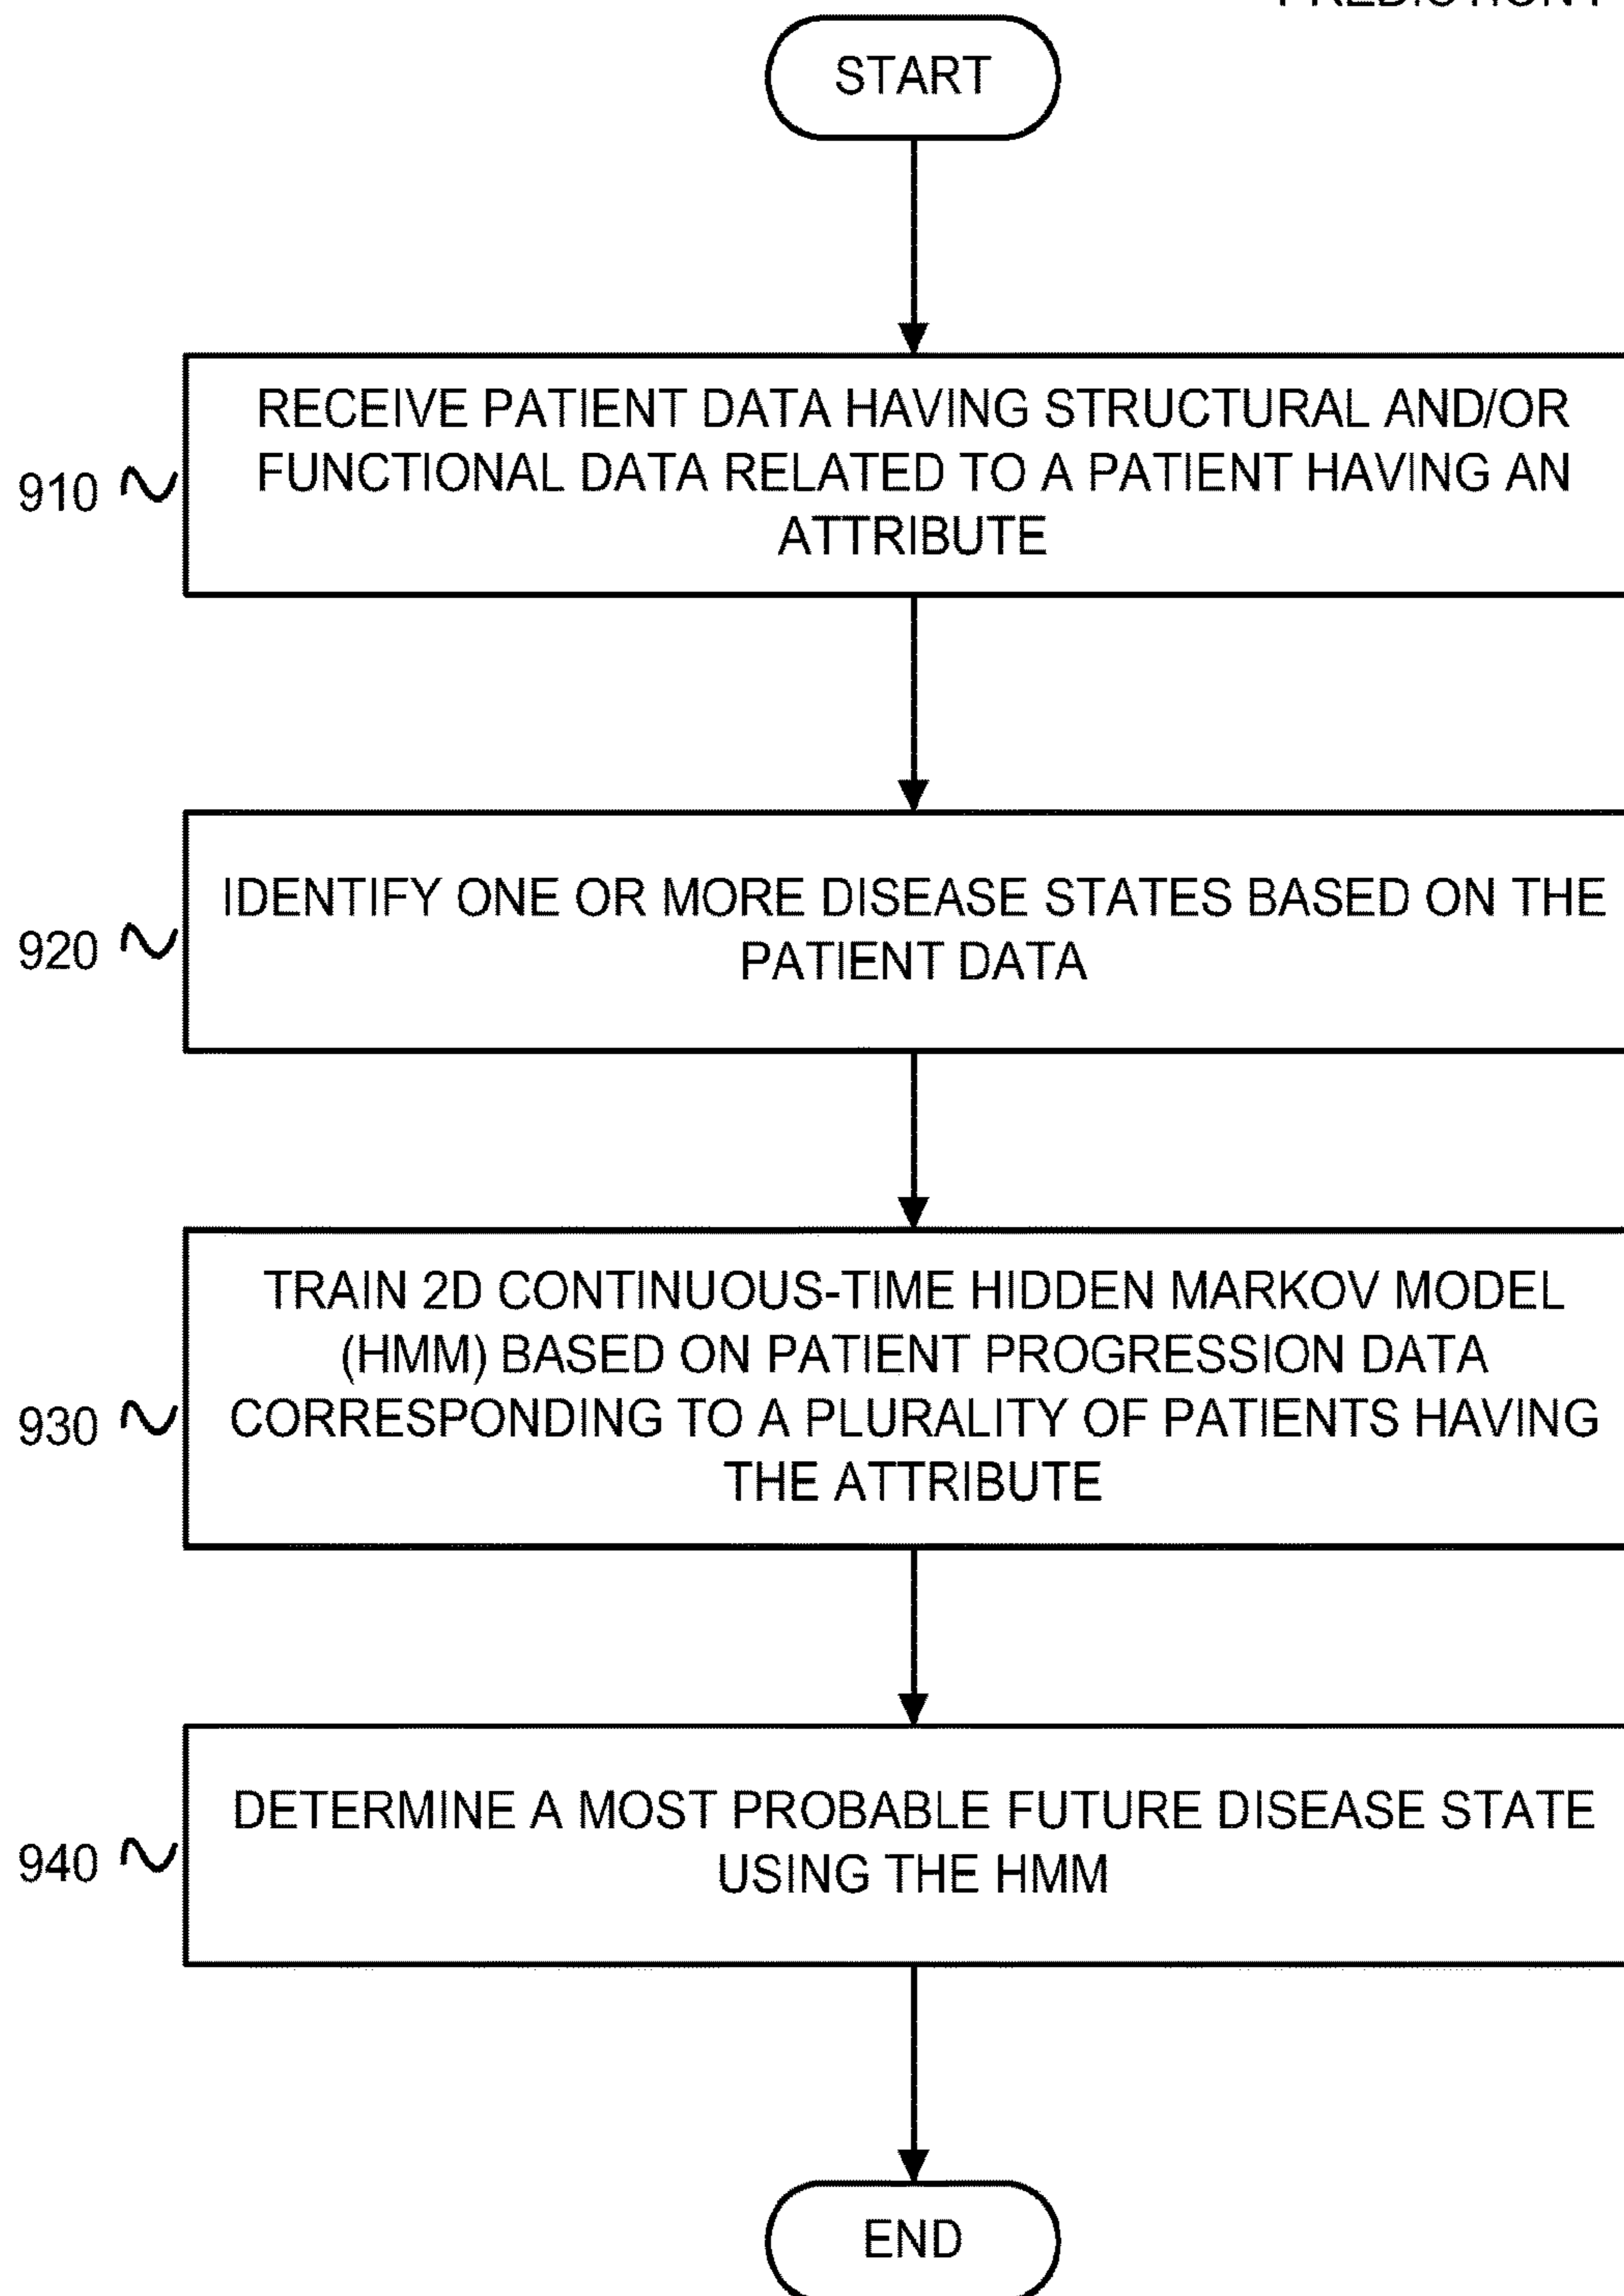 START
910
RECEIVE PATIENT DATA HAVING STRUCTURAL AND/OR
FUNCTIONAL DATA RELATED TO A PATIENT HAVING AN
ATTRIBUTE
920
IDENTIFY ONE OR MORE DISEASE STATES BASED ON THE
PATIENT DATA
930
TRAIN 2D CONTINUOUS-TIME HIDDEN MARKOV MODEL
(HMM) BASED ON PATIENT PROGRESSION DATA
CORRESPONDING TO A PLURALITY OF PATIENTS HAVING
THE ATTRIBUTE
940
DETERMINE A MOST PROBABLE FUTURE DISEASE STATE
USING THE HMM
END